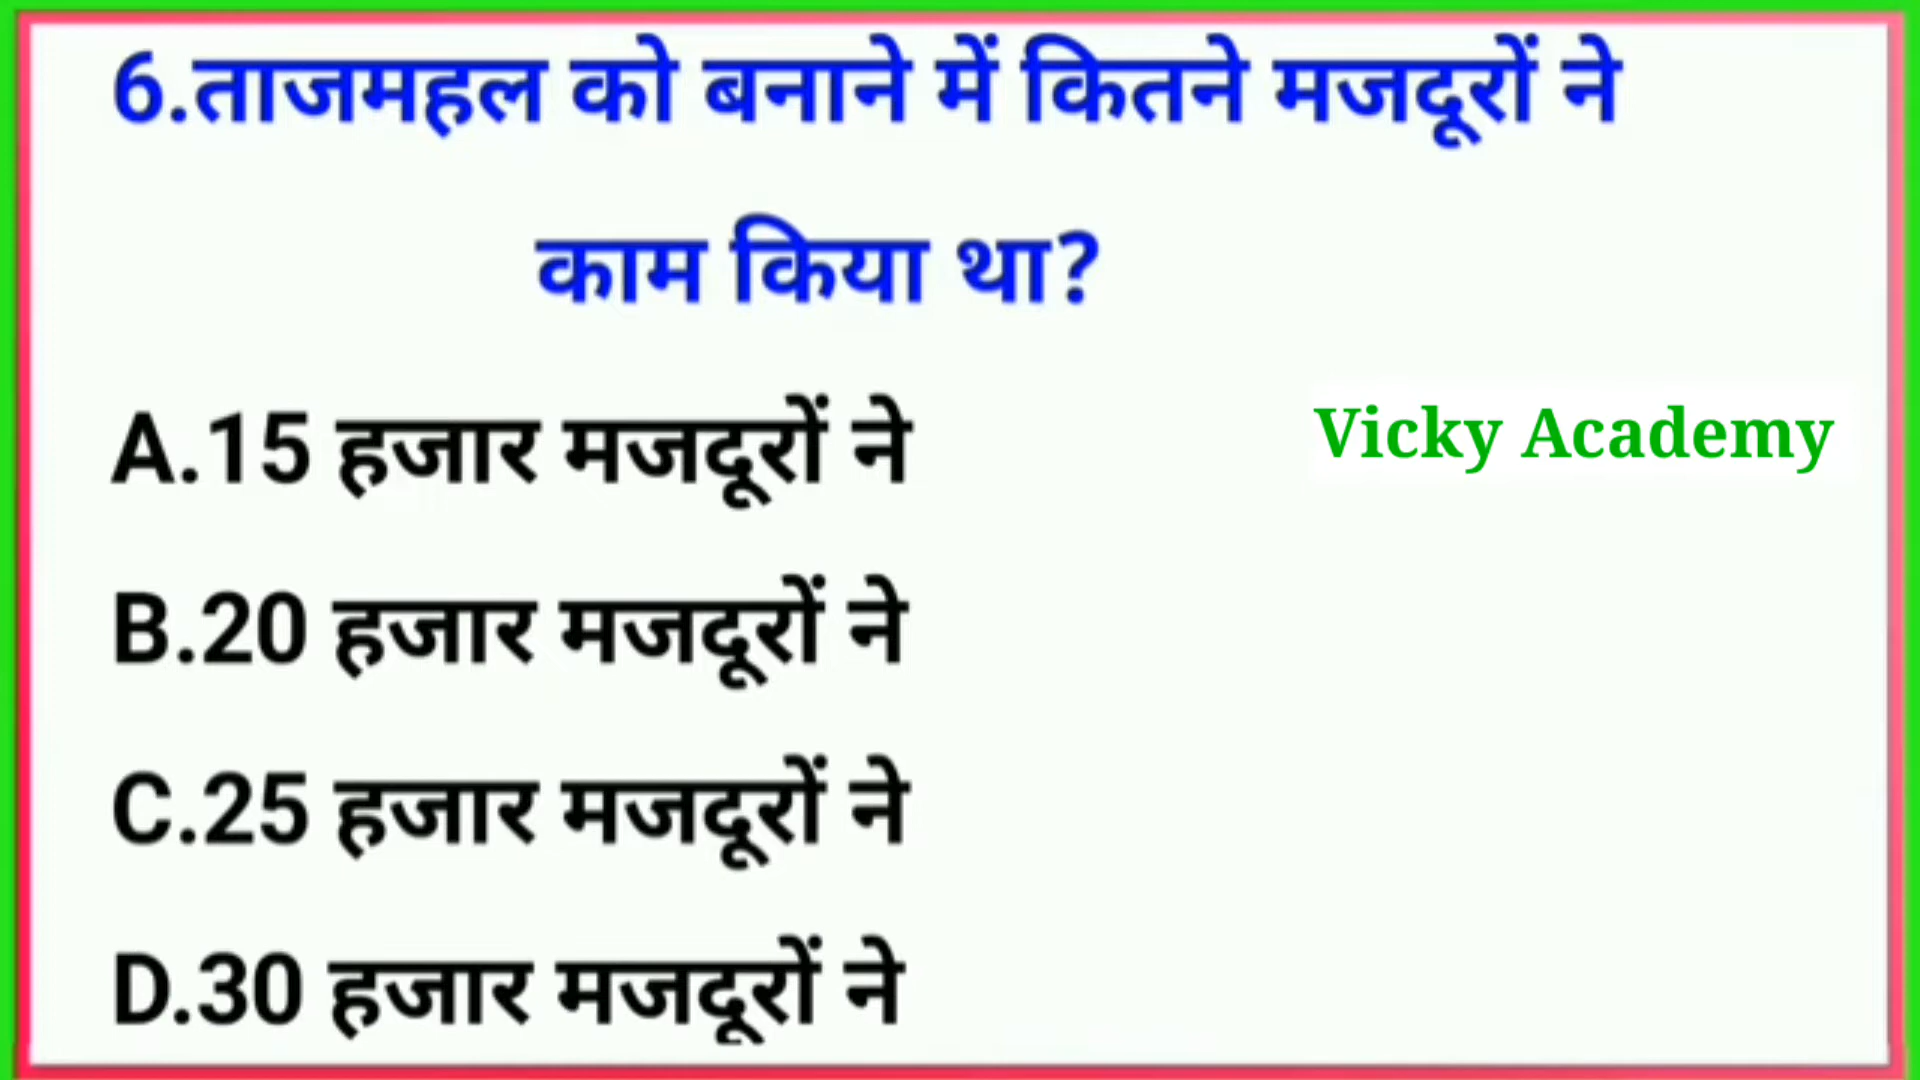 6.ताजमहल को बनाने में कितने मजदूरों ने
काम किया था?
A.15 हजार मजदूरों ने
Vicky Academy
B.20 हजार मजदूरों ने
C.25 हजार मजदूरों ने
D.30 हजार मजदूरों ने